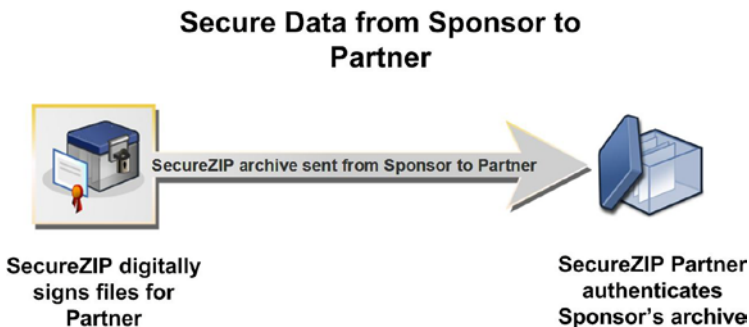 Secure Data from Sponsor to
Partner
SecureZIP archive sent from Sponsor to Partner
SecureZIP digitally
signs files for
Partner
SecureZIP Partner
authenticates
Sponsor's archive